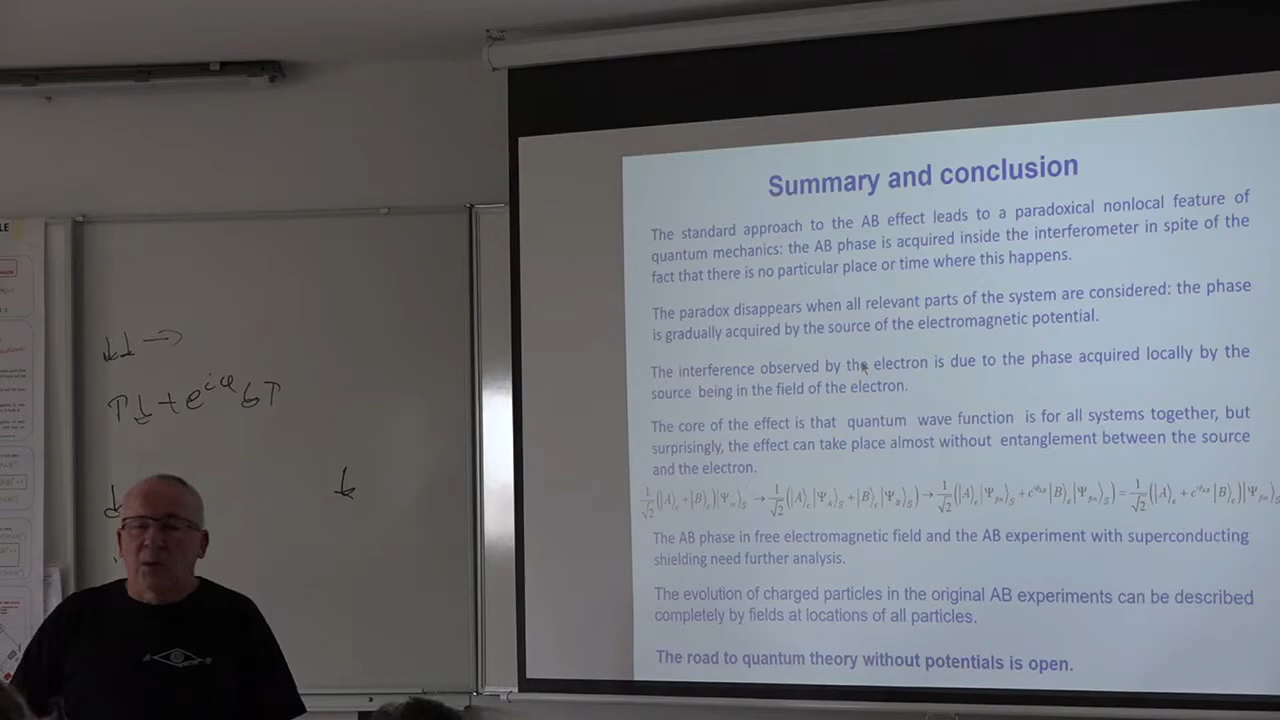 Summary and conclusion
The standard approach to the AB effect leads to a paradoxical nonlocal feature of
quantum mechanics: the AB phase is acquired inside the interferometer in spite of the
fact that there is no particular place or time where this happens.
The paradox disappears when all relevant parts of the system are considered: the phase
is gradually acquired by the source of the electromagnetic potential.
The interference observed by the electron is due to the phase acquired locally by the
source being in the field of the electron.
The core of the effect is that quantum wave function is for all systems together, but
surprisingly, the effect can take place almost without entanglement between the source
and the electron.
The AB phase in free electromagnetic field and the AB experiment with superconducting
shielding need further analysis.
The evolution of charged particles in the original AB experiments can be described
completely by fields at locations of all particles.
The road to quantum theory without potentials is open.
↓↓ →
↑↓ + e^{iφ} ↓↑
↓